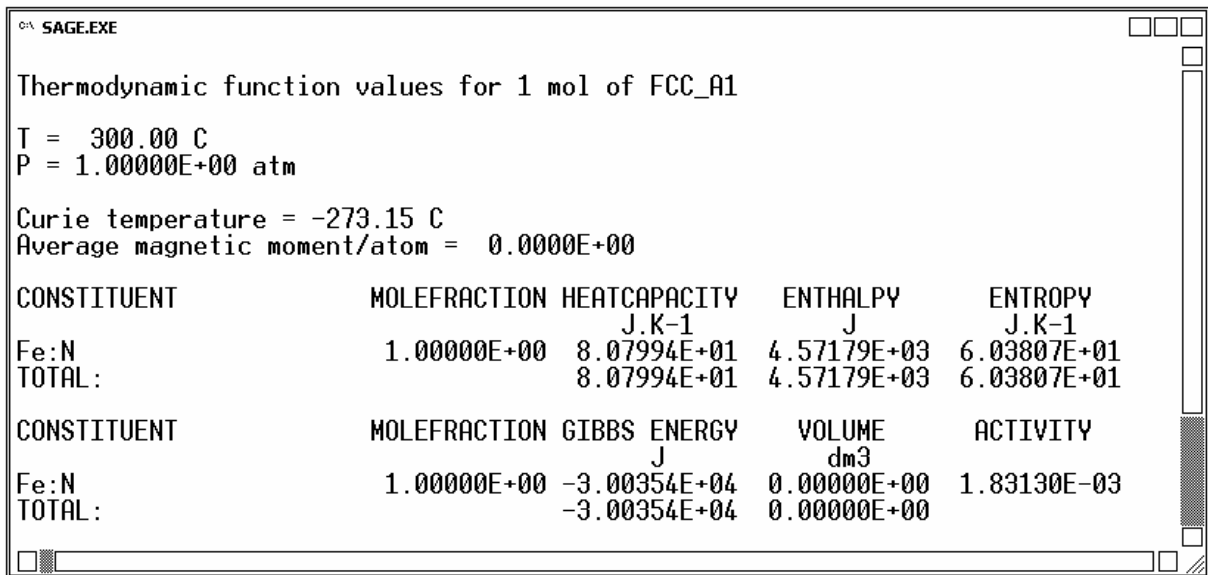 C:\ SAGE.EXE
Thermodynamic function values for 1 mol of FCC_A1
T =  300.00 C
P = 1.00000E+00 atm
Curie temperature = -273.15 C
Average magnetic moment/atom =  0.0000E+00
CONSTITUENT MOLEFRACTION HEATCAPACITY ENTHALPY ENTROPY
J.K-1 J J.K-1
Fe:N 1.00000E+00 8.07994E+01 4.57179E+03 6.03807E+01
TOTAL: 8.07994E+01 4.57179E+03 6.03807E+01
CONSTITUENT MOLEFRACTION GIBBS ENERGY VOLUME ACTIVITY
J dm3
Fe:N 1.00000E+00 -3.00354E+04 0.00000E+00 1.83130E-03
TOTAL: -3.00354E+04 0.00000E+00